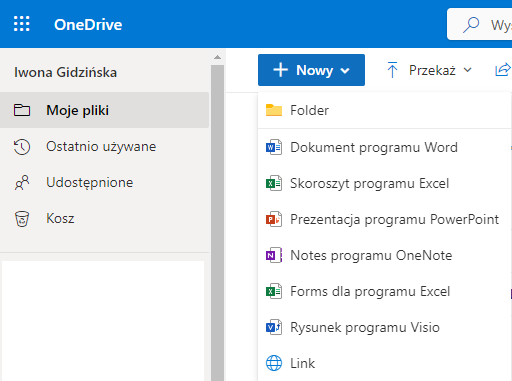 OneDrive
Wys
Iwona Gidzińska
Nowy
Przekaż
Moje pliki
Ostatnio używane
Udostępnione
Kosz
Folder
Dokument programu Word
Skoroszyt programu Excel
Prezentacja programu PowerPoint
Notes programu OneNote
Forms dla programu Excel
Rysunek programu Visio
Link